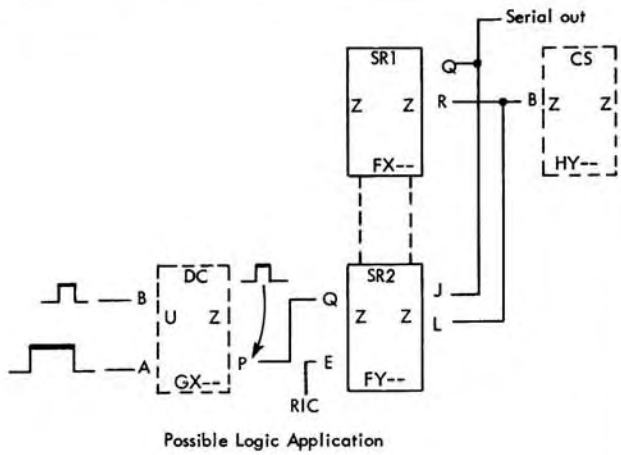 Serial out
SR1
Q
CS
Z Z
R
B
Z Z
FX--
HY--
DC
SR2
B
J
Q
U Z
Z Z
L
A
P
E
GX--
FY--
RIC
Possible Logic Application